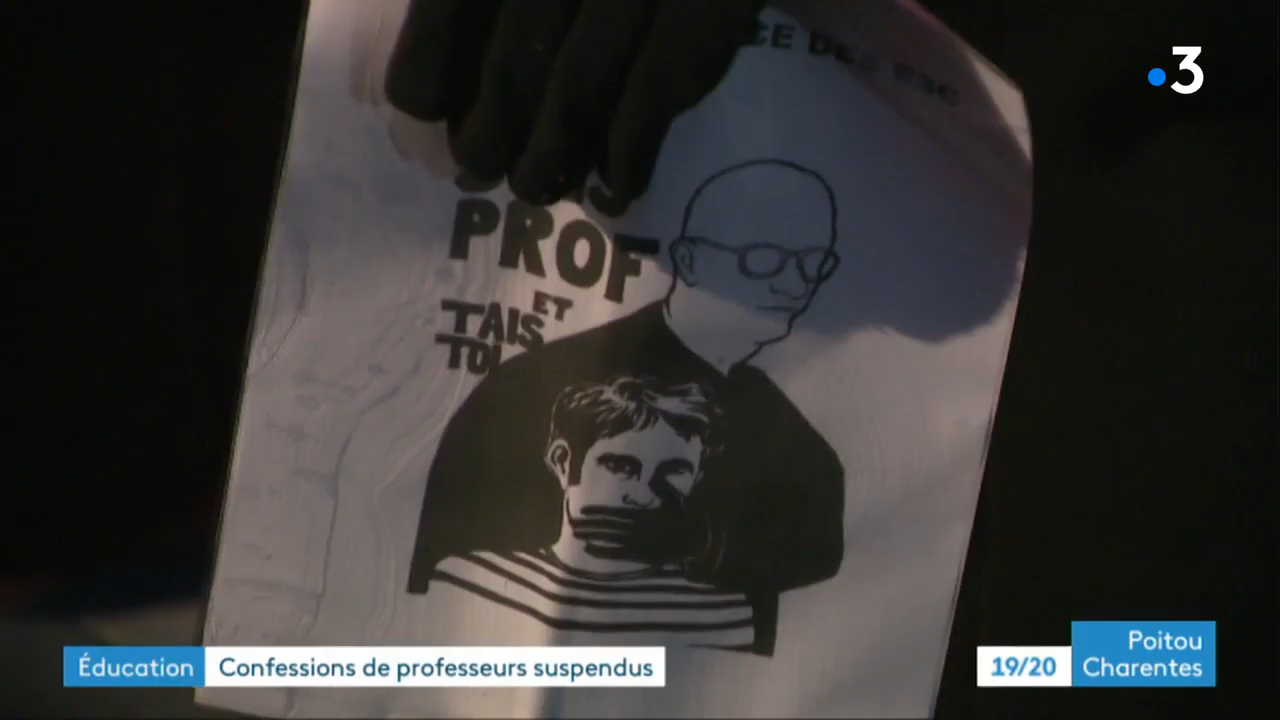 3
PROF
ET
TAIS
TOI
Éducation
Confessions de professeurs suspendus
19/20
Poitou
Charentes